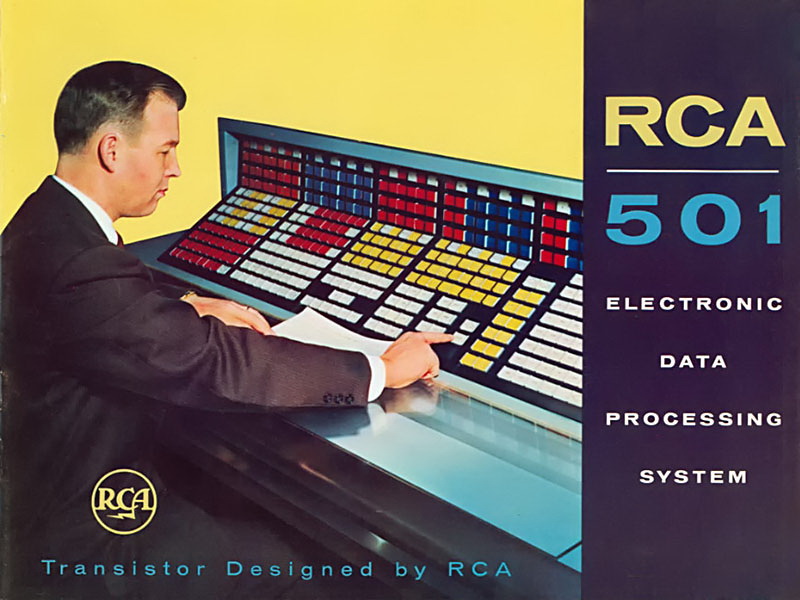 RCA
501
ELECTRONIC
DATA
PROCESSING
SYSTEM
RCA
Transistor Designed by RCA